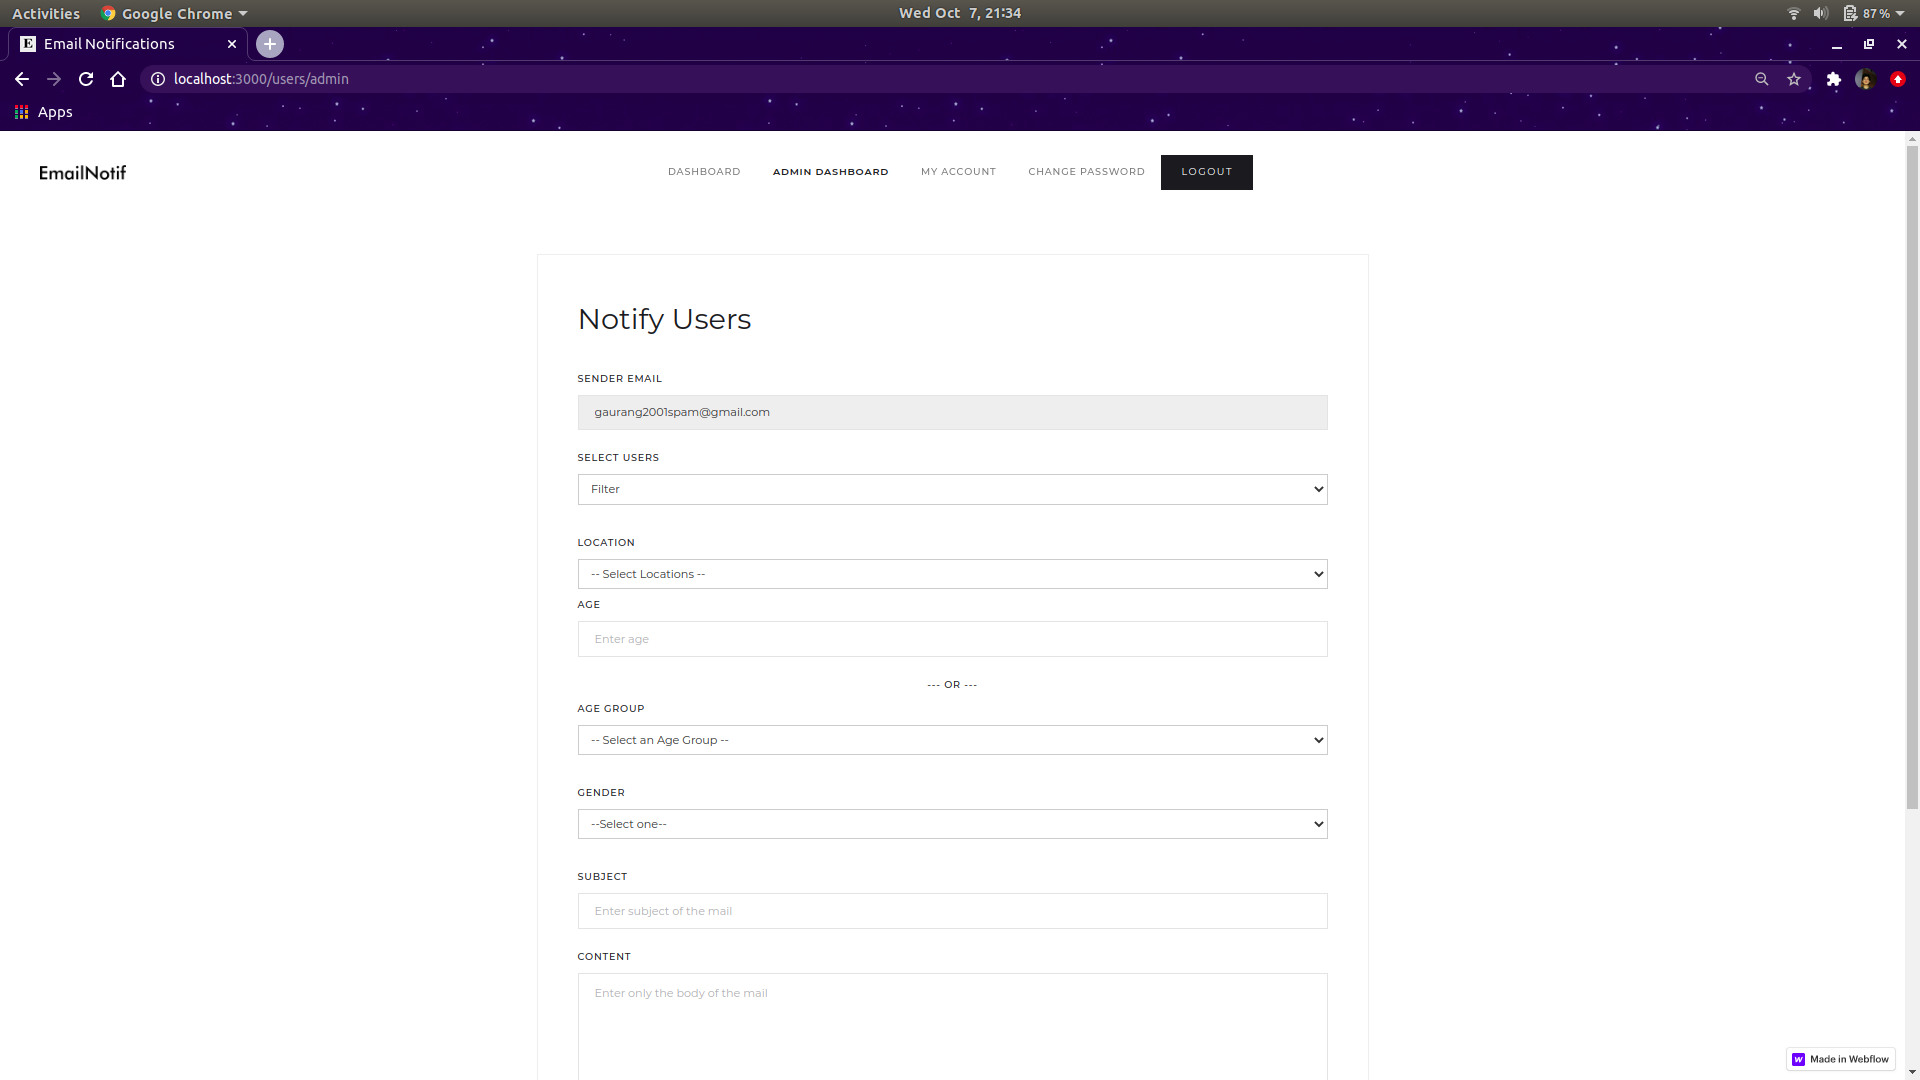 Activities Google Chrome Wed Oct 7, 21:34 87%
Email Notifications
localhost:3000/users/admin
Apps
EmailNotif DASHBOARD ADMIN DASHBOARD MY ACCOUNT CHANGE PASSWORD LOGOUT
Notify Users
SENDER EMAIL
gaurang2001spam@gmail.com
SELECT USERS
Filter
LOCATION
-- Select Locations --
AGE
Enter age
--- OR ---
AGE GROUP
-- Select an Age Group --
GENDER
--Select one--
SUBJECT
Enter subject of the mail
CONTENT
Enter only the body of the mail
Made in Webflow